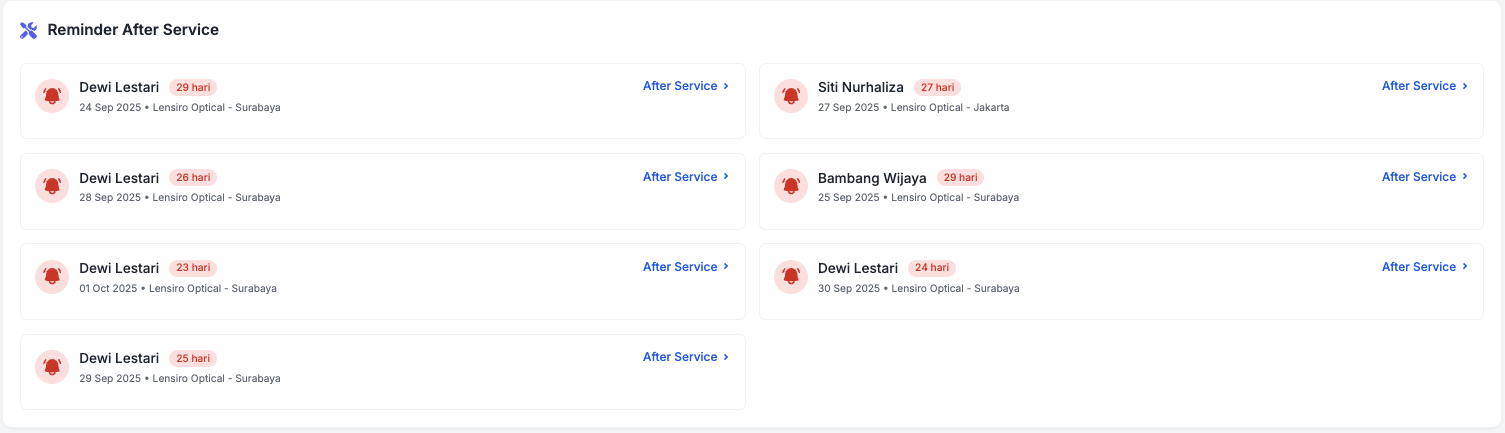 Reminder After Service
Dewi Lestari 29 hari
24 Sep 2025 • Lensiro Optical - Surabaya
After Service
Siti Nurhaliza 27 hari
27 Sep 2025 • Lensiro Optical - Jakarta
After Service
Dewi Lestari 26 hari
28 Sep 2025 • Lensiro Optical - Surabaya
After Service
Bambang Wijaya 29 hari
25 Sep 2025 • Lensiro Optical - Surabaya
After Service
Dewi Lestari 23 hari
01 Oct 2025 • Lensiro Optical - Surabaya
After Service
Dewi Lestari 24 hari
30 Sep 2025 • Lensiro Optical - Surabaya
After Service
Dewi Lestari 25 hari
29 Sep 2025 • Lensiro Optical - Surabaya
After Service